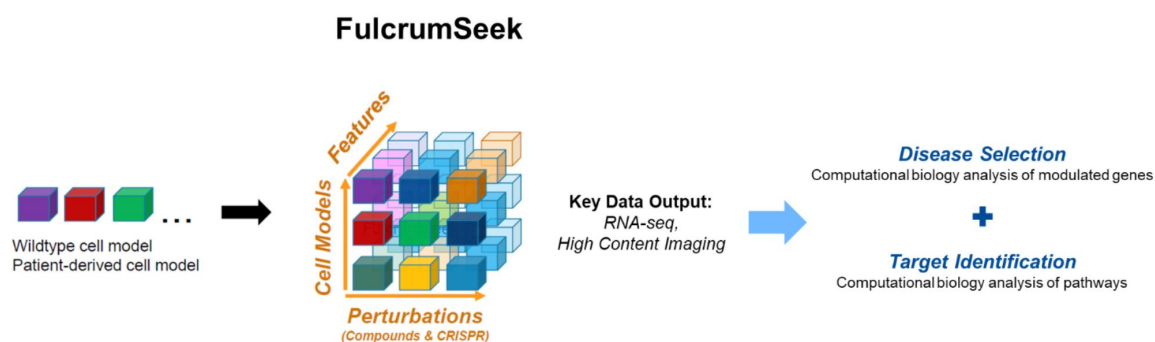 FulcrumSeek
Wildtype cell model
Patient-derived cell model
...
Features
Cell Models
Perturbations
(Compounds & CRISPR)
Key Data Output:
RNA-seq,
High Content Imaging
Disease Selection
Computational biology analysis of modulated genes
+
Target Identification
Computational biology analysis of pathways